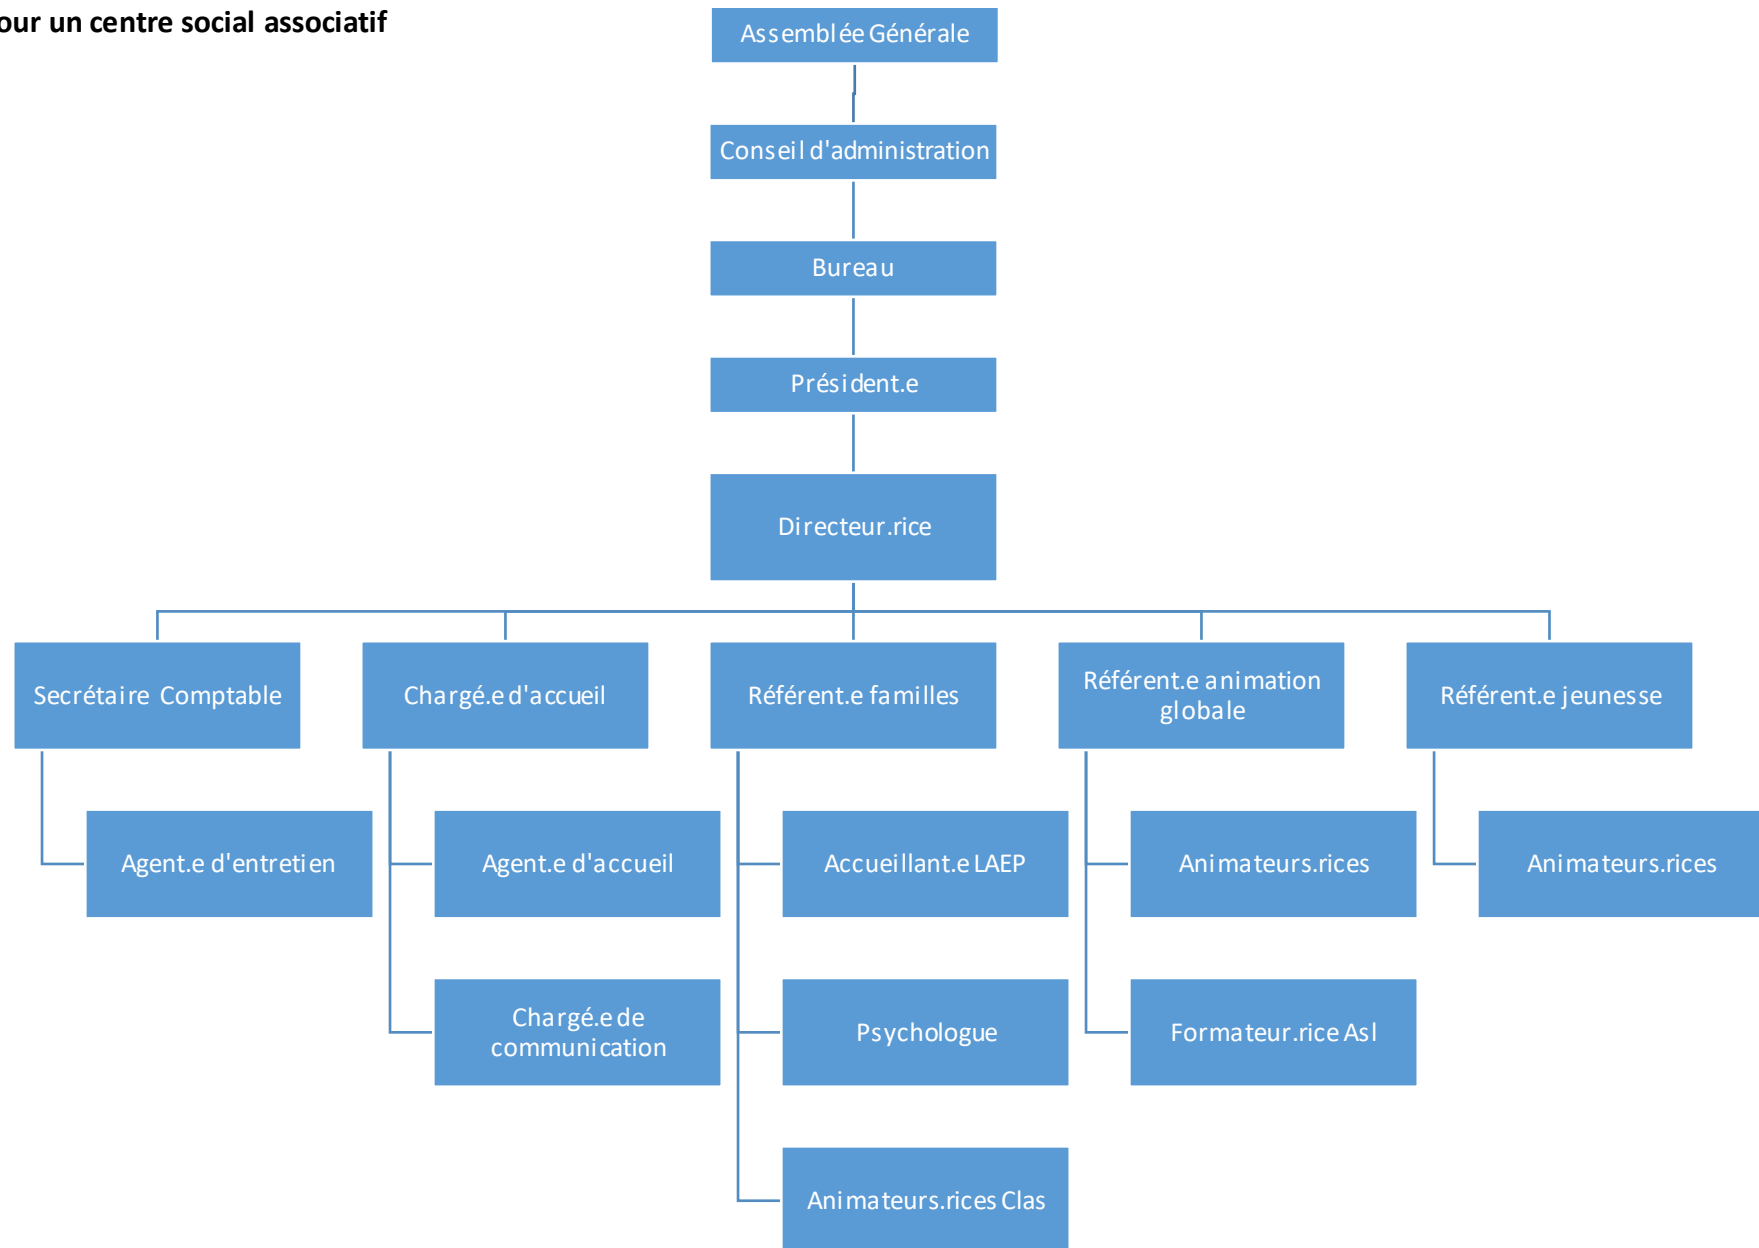 our un centre social associatif
Assemblée Générale
Conseil d'administration
Bureau
Président.e
Directeur.rice
Secrétaire Comptable
Chargé.e d'accueil
Référent.e familles
Référent.e animation
globale
Référent.e jeunesse
Agent.e d'entretien
Agent.e d'accueil
Accueillant.e LAEP
Animateurs.rices
Animateurs.rices
Chargé.e de
communication
Psychologue
Formateur.rice Asl
Animateurs.rices Clas